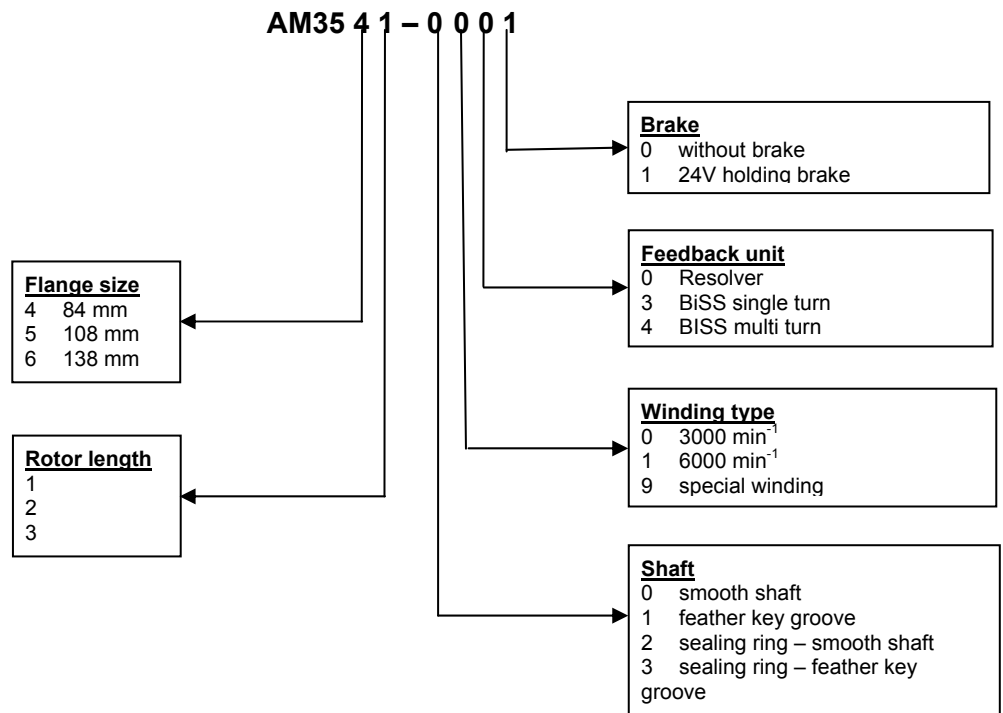 AM35 4 1 – 0 0 0 1
Brake
0 without brake
1 24V holding brake
Feedback unit
0 Resolver
3 BiSS single turn
4 BISS multi turn
Flange size
4 84 mm
5 108 mm
6 138 mm
Winding type
0 3000 min-1
1 6000 min-1
9 special winding
Rotor length
1
2
3
Shaft
0 smooth shaft
1 feather key groove
2 sealing ring – smooth shaft
3 sealing ring – feather key
groove